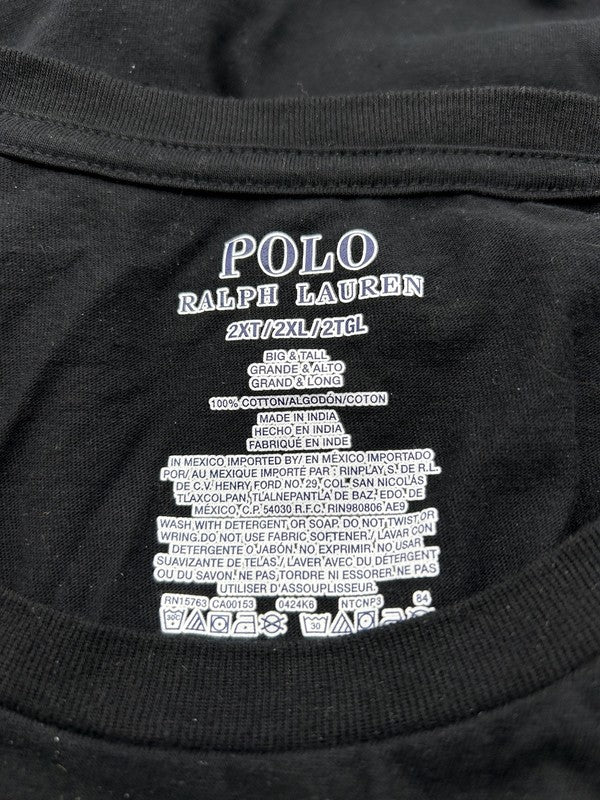 POLO
RALPH LAUREN
2XT/2XL/2TGL
BIG & TALL
GRANDE & ALTO
GRAND & LONG
100% COTTON/ALGODÓN/COTON
MADE IN INDIA
HECHO EN INDIA
FABRIQUÉ EN INDE
IN MEXICO IMPORTED BY/ EN MÉXICO IMPORTADO
POR/ AU MEXIQUE IMPORTÉ PAR : RINPLAY S. DE R.L.
DE C.V. HENRY FORD NO. 29, COL. SAN NICOLÁS
TLAXCOLPAN, TLALNEPANTLA DE BAZ, EDO. DE
MÉXICO, C.P. 54030 R.F.C. RIN980806 AE9
WASH WITH DETERGENT OR SOAP. DO NOT TWIST OR
WRING. DO NOT USE FABRIC SOFTENER./ LAVAR CON
DETERGENTE O JABÓN. NO EXPRIMIR. NO USAR
SUAVIZANTE DE TELAS./ LAVER AVEC DU DÉTERGENT
OU DU SAVON. NE PAS TORDRE NI ESSORER. NE PAS
UTILISER D'ASSOUPLISSEUR.
RN15763 CA00153 0424K6 NTCNP3 84
30C 30